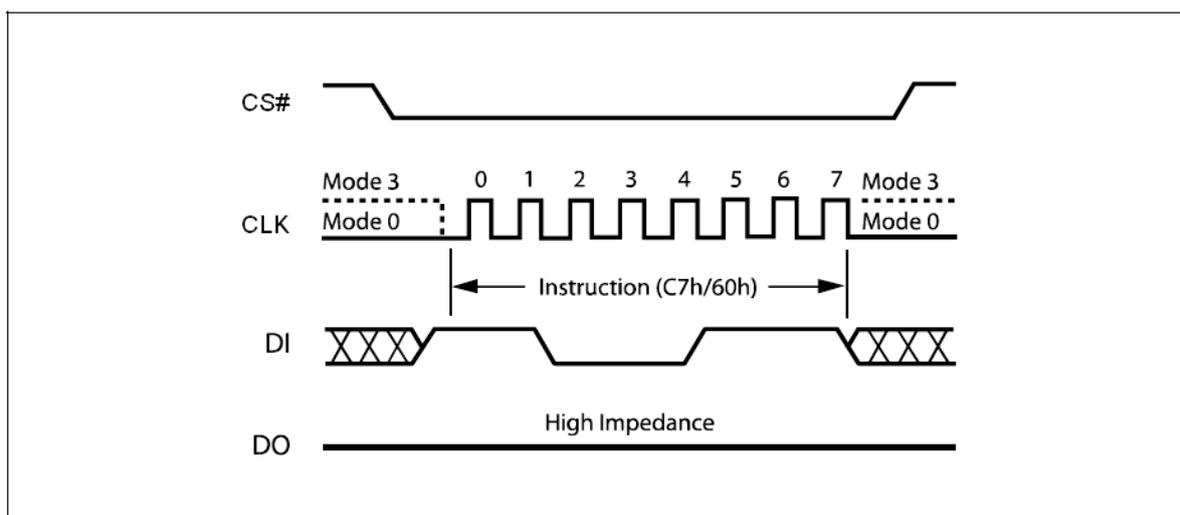 CS#
Mode 3 0 1 2 3 4 5 6 7 Mode 3
CLK Mode 0 Mode 0
Instruction (C7h/60h)
DI
High Impedance
DO